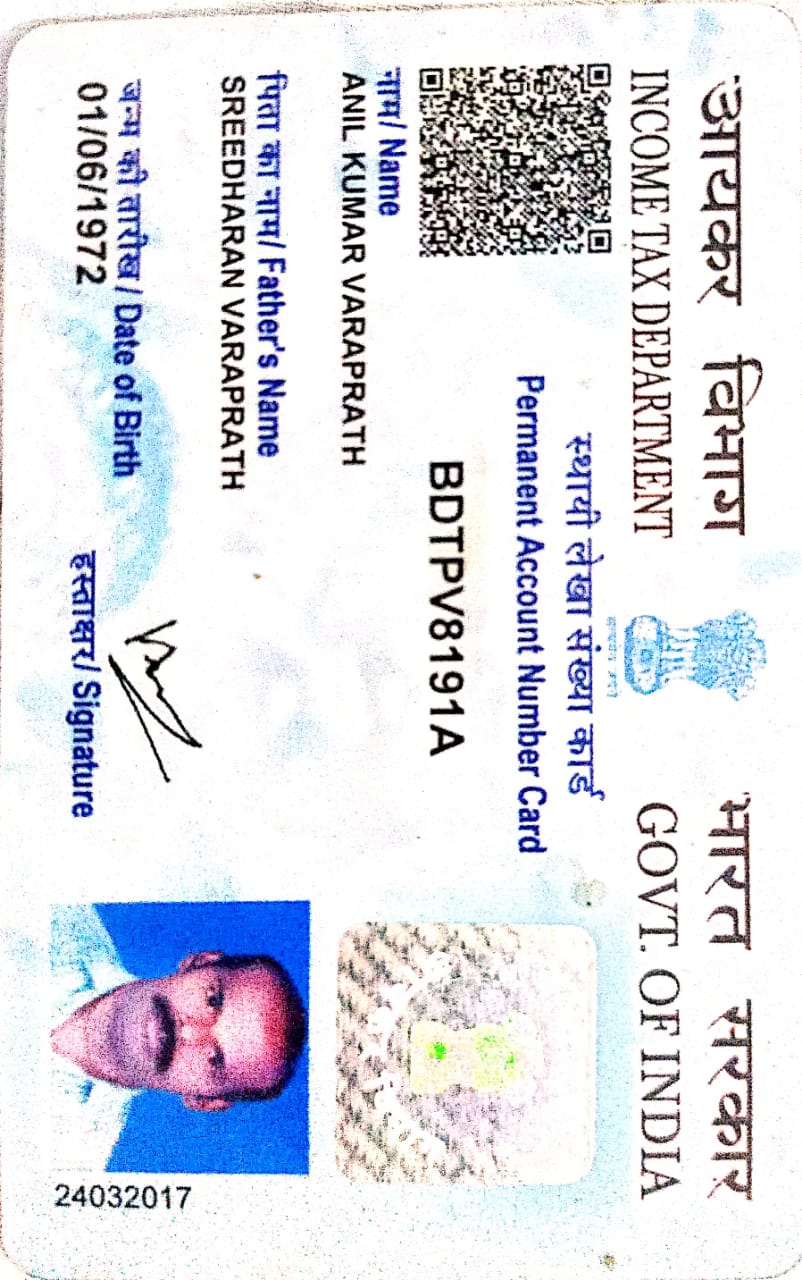 आयकर विभाग
INCOME TAX DEPARTMENT
भारत सरकार
GOVT. OF INDIA
स्थायी लेखा संख्या कार्ड
Permanent Account Number Card
BDTPV8191A
नाम/ Name
ANIL KUMAR VARAPRATH
पिता का नाम/ Father's Name
SREEDHARAN VARAPRATH
जन्म की तारीख / Date of Birth
01/06/1972
हस्ताक्षर/ Signature
24032017